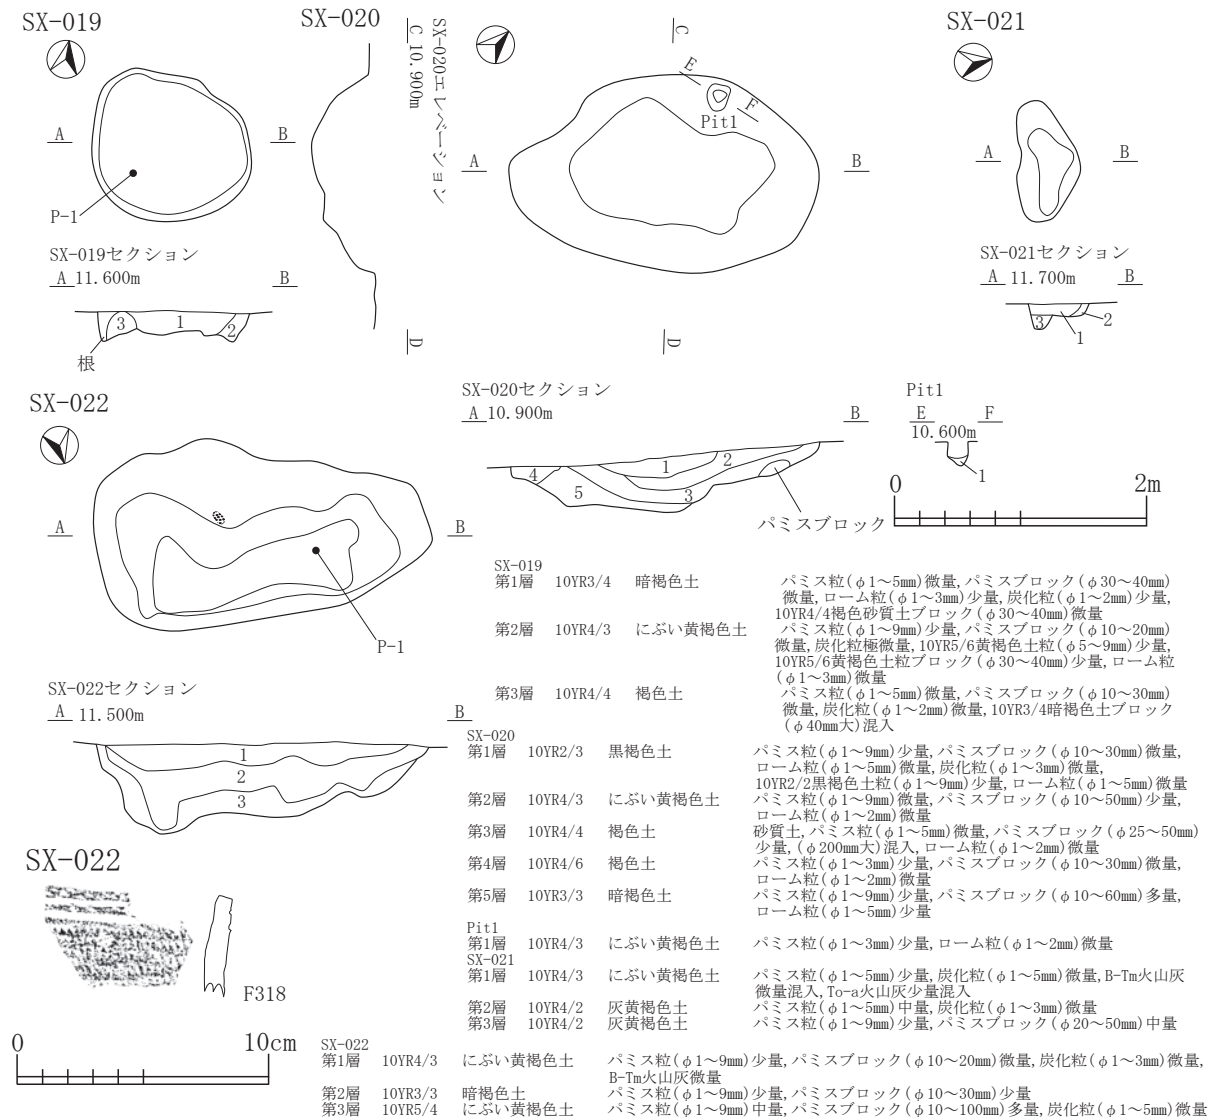 SX-019
SX-020
SX-021
SX-020エレベーション
C 10.900m
D
A
B
P-1
C
D
E
F
Pit1
A
B
A
B
SX-019セクション
A 11.600m
B
1
2
3
根
SX-021セクション
A 11.700m
B
1
2
3
SX-022
A
B
P-1
SX-020セクション
A 10.900m
B
1
2
3
4
5
パミスブロック
Pit1
E
F
10.600m
1
0
2m
SX-022セクション
A 11.500m
B
1
2
3
SX-022
F318
0
10cm
SX-019
第1層 10YR3/4 暗褐色土 パミス粒(φ1～5㎜)微量,パミスブロック(φ30～40㎜)
微量,ローム粒(φ1～3㎜)少量,炭化粒(φ1～2㎜)少量,
10YR4/4褐色砂質土ブロック(φ30～40㎜)微量
第2層 10YR4/3 にぶい黄褐色土 パミス粒(φ1～9㎜)少量,パミスブロック(φ10～20㎜)
微量,炭化粒極微量,10YR5/6黄褐色土粒(φ5～9㎜)少量,
10YR5/6黄褐色土粒ブロック(φ30～40㎜)少量,ローム粒
(φ1～3㎜)微量
第3層 10YR4/4 褐色土 パミス粒(φ1～5㎜)微量,パミスブロック(φ10～30㎜)
微量,炭化粒(φ1～2㎜)微量,10YR3/4暗褐色土ブロック
(φ40㎜大)混入
SX-020
第1層 10YR2/3 黒褐色土 パミス粒(φ1～9㎜)少量,パミスブロック(φ10～30㎜)微量,
ローム粒(φ1～5㎜)微量,炭化粒(φ1～3㎜)微量,
10YR2/2黒褐色土粒(φ1～9㎜)少量,ローム粒(φ1～5㎜)微量
第2層 10YR4/3 にぶい黄褐色土 パミス粒(φ1～9㎜)微量,パミスブロック(φ10～50㎜)少量,
ローム粒(φ1～2㎜)微量
第3層 10YR4/4 褐色土 砂質土,パミス粒(φ1～5㎜)微量,パミスブロック(φ25～50㎜)
少量,(φ200㎜大)混入,ローム粒(φ1～2㎜)微量
第4層 10YR4/6 褐色土 パミス粒(φ1～3㎜)少量,パミスブロック(φ10～30㎜)微量,
ローム粒(φ1～2㎜)微量
第5層 10YR3/3 暗褐色土 パミス粒(φ1～9㎜)少量,パミスブロック(φ10～60㎜)多量,
ローム粒(φ1～5㎜)少量
Pit1
第1層 10YR4/3 にぶい黄褐色土 パミス粒(φ1～3㎜)少量,ローム粒(φ1～2㎜)微量
SX-021
第1層 10YR4/3 にぶい黄褐色土 パミス粒(φ1～5㎜)少量,炭化粒(φ1～5㎜)微量,B-Tm火山灰
微量混入,To-a火山灰少量混入
第2層 10YR4/2 灰黄褐色土 パミス粒(φ1～5㎜)中量,炭化粒(φ1～3㎜)微量
第3層 10YR4/2 灰黄褐色土 パミス粒(φ1～9㎜)少量,パミスブロック(φ20～50㎜)中量
SX-022
第1層 10YR4/3 にぶい黄褐色土 パミス粒(φ1～9㎜)少量,パミスブロック(φ10～20㎜)微量,炭化粒(φ1～3㎜)微量,
B-Tm火山灰微量
第2層 10YR3/3 暗褐色土 パミス粒(φ1～9㎜)少量,パミスブロック(φ10～30㎜)少量
第3層 10YR5/4 にぶい黄褐色土 パミス粒(φ1～9㎜)中量,パミスブロック(φ10～100㎜)多量,炭化粒(φ1～5㎜)微量